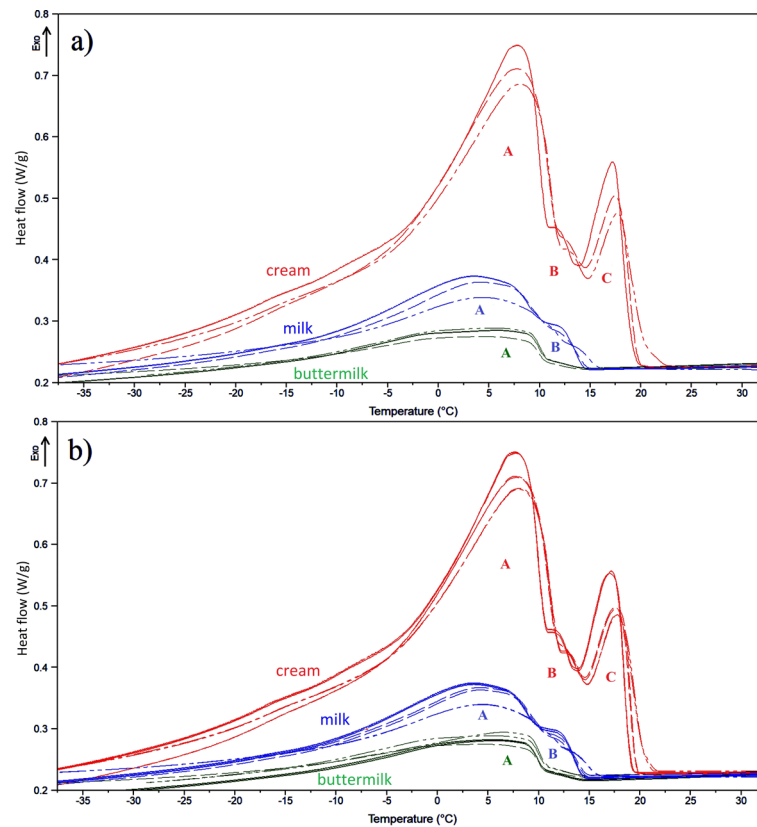 a)
Exo
Heat flow (W/g)
0.8
0.7
0.6
0.5
0.4
0.3
0.2
A
B
C
cream
milk
A
B
buttermilk
A
-35 -30 -25 -20 -15 -10 -5 0 5 10 15 20 25 30
Temperature (°C)
b)
Exo
Heat flow (W/g)
0.8
0.7
0.6
0.5
0.4
0.3
0.2
A
B
C
cream
milk
A
B
buttermilk
A
-35 -30 -25 -20 -15 -10 -5 0 5 10 15 20 25 30
Temperature (°C)